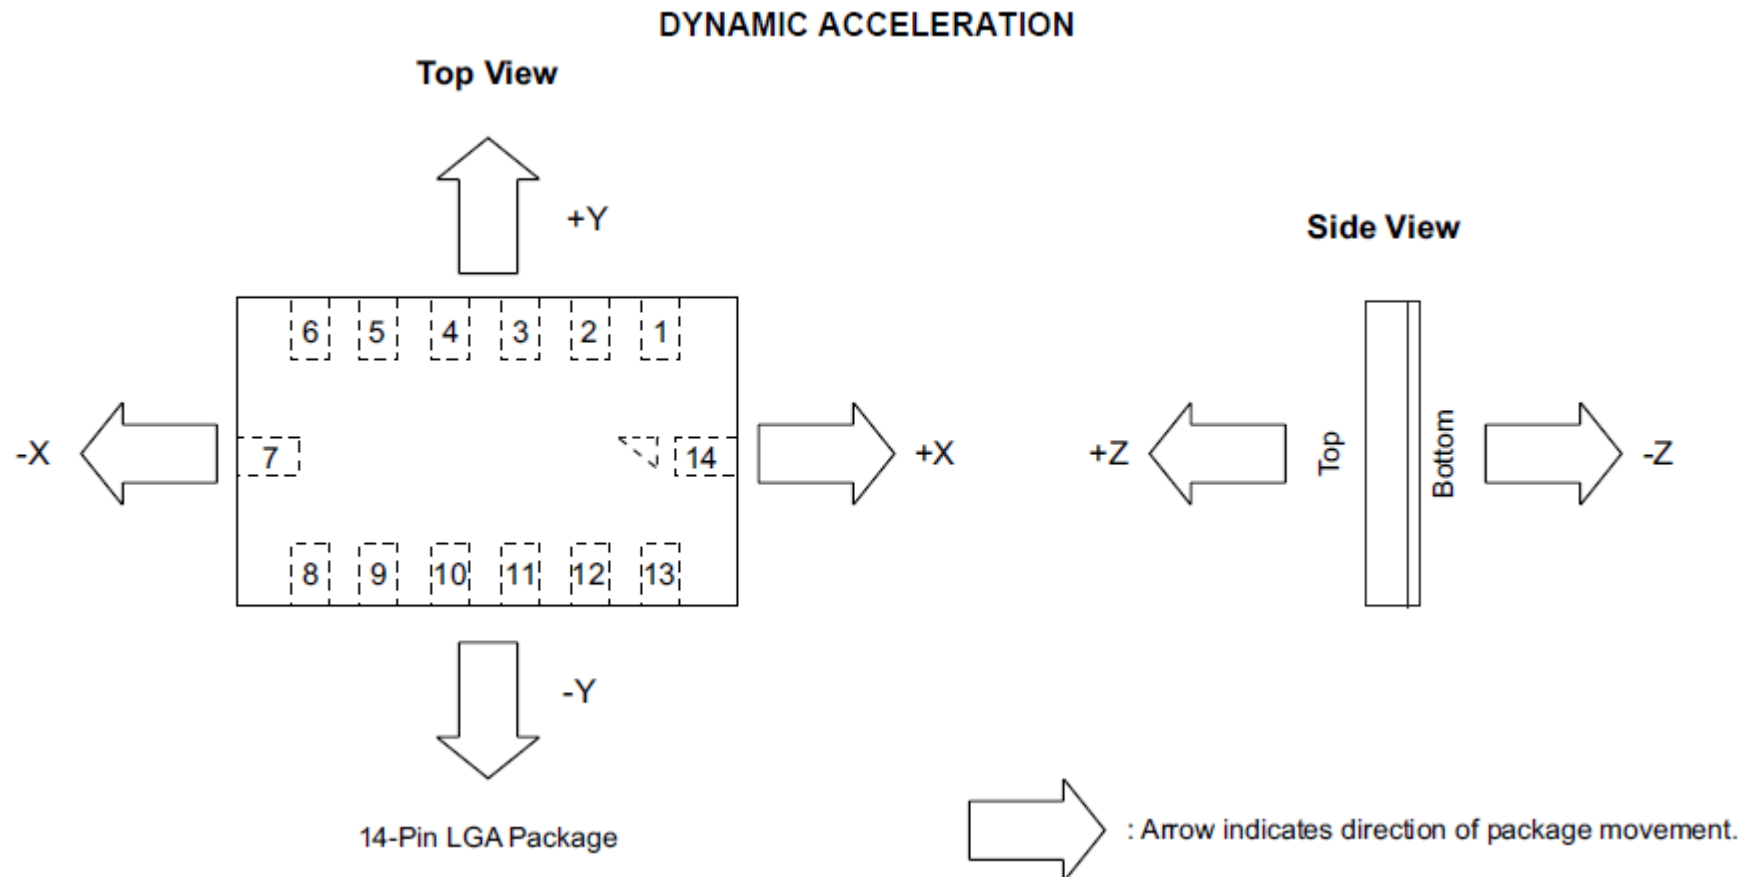 DYNAMIC ACCELERATION
Top View
+Y
Side View
6 5 4 3 2 1
-X
7
14
+X
+Z
Top
Bottom
-Z
8 9 10 11 12 13
-Y
14-Pin LGA Package
: Arrow indicates direction of package movement.